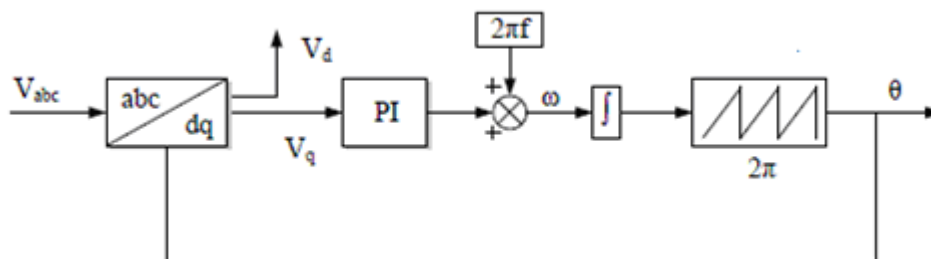 2πf
V_d
V_abc
abc
dq
V_q
PI
+
+
ω
∫
2π
θ